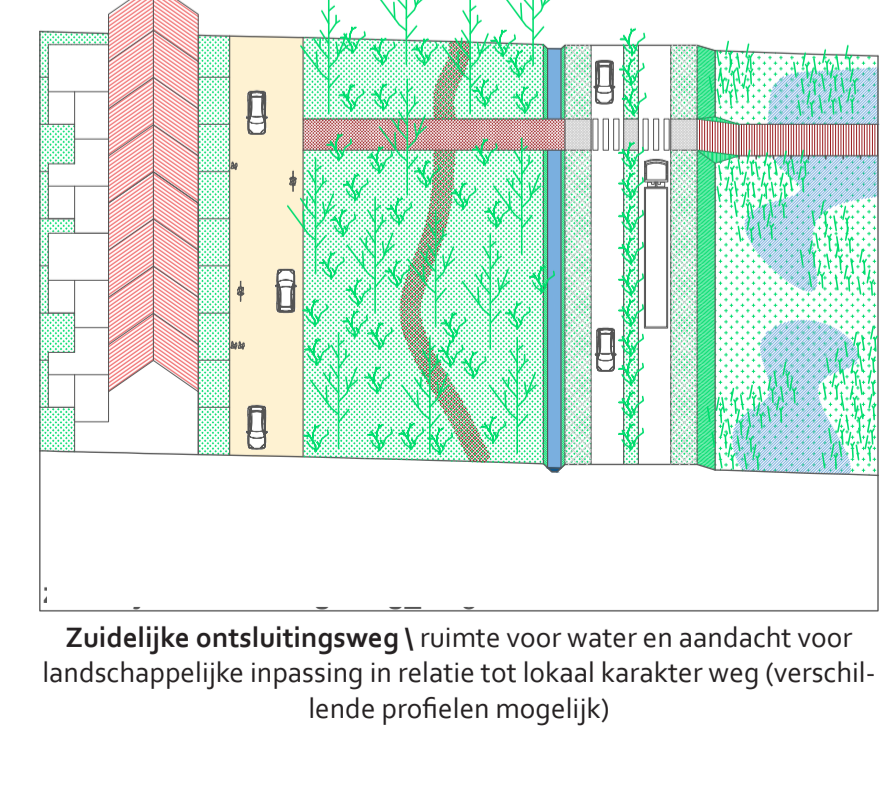 Zuidelijke ontsluitingsweg \ ruimte voor water en aandacht voor
landschappelijke inpassing in relatie tot lokaal karakter weg (verschil-
lende profielen mogelijk)